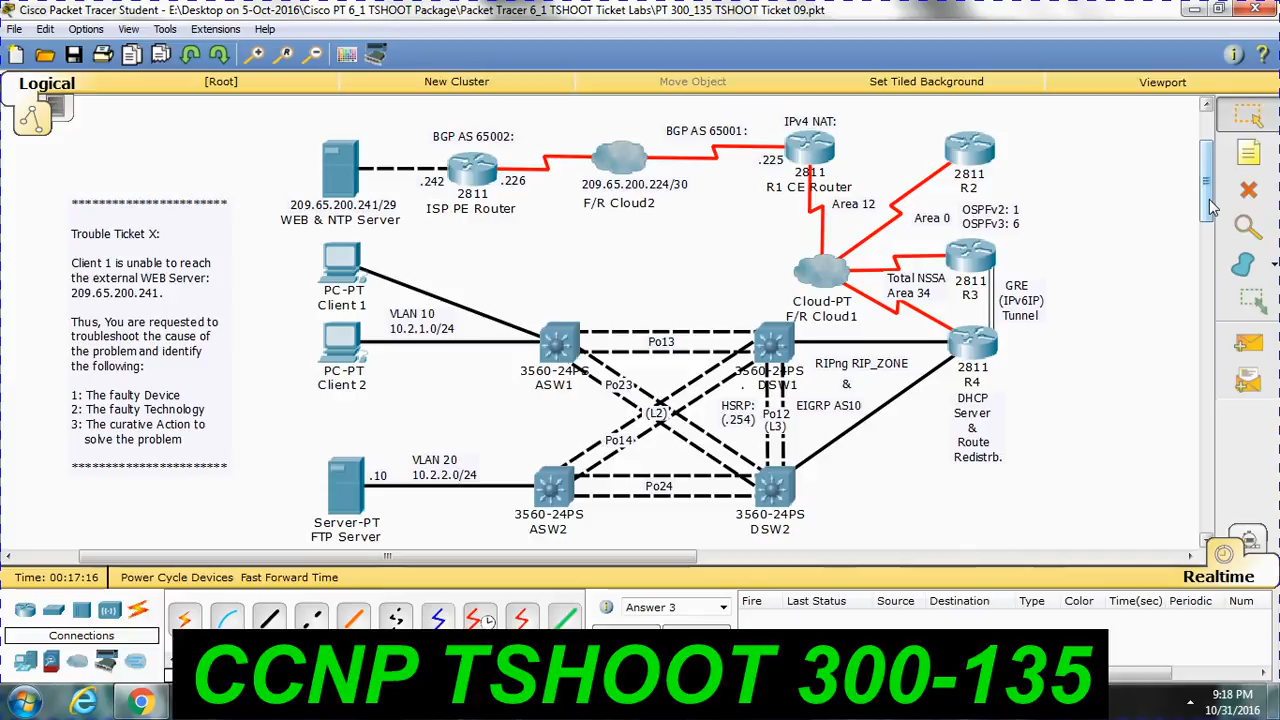 Cisco Packet Tracer Student - E:\Desktop on 5-Oct-2016\Cisco PT 6_1 TSHOOT Package\Packet Tracer 6_1 TSHOOT Ticket Labs\PT 300_135 TSHOOT Ticket 09.pkt
File Edit Options View Tools Extensions Help
Logical [Root] New Cluster Move Object Set Tiled Background Viewport
IPv4 NAT:
BGP AS 65001:
BGP AS 65002:
.225
.242 .226
2811
R1 CE Router
2811
R2
2811
ISP PE Router
209.65.200.224/30
F/R Cloud2
209.65.200.241/29
WEB & NTP Server
Area 12
Area 0
OSPFv2: 1
OSPFv3: 6
***********************
Trouble Ticket X:
Client 1 is unable to reach
the external WEB Server:
209.65.200.241.
Thus, You are requested to
troubleshoot the cause of
the problem and identify
the following:
1: The faulty Device
2: The faulty Technology
3: The curative Action to
solve the problem
***********************
PC-PT
Client 1
Total NSSA
Area 34
2811
R3
GRE
(IPv6IP)
Tunnel
Cloud-PT
F/R Cloud1
VLAN 10
10.2.1.0/24
PC-PT
Client 2
Po13
3560-24PS
ASW1
3560-24PS
DSW1
RIPng RIP_ZONE
&
EIGRP AS10
2811
R4
DHCP
Server
&
Route
Redistrb.
Po23
(L2)
HSRP:
(.254)
Po12
(L3)
Po14
VLAN 20
10.2.2.0/24
.10
Po24
Server-PT
FTP Server
3560-24PS
ASW2
3560-24PS
DSW2
Time: 00:17:16 Power Cycle Devices Fast Forward Time
Realtime
Connections
Answer 3
Fire Last Status Source Destination Type Color Time(sec) Periodic Num
CCNP TSHOOT 300-135
9:18 PM
10/31/2016